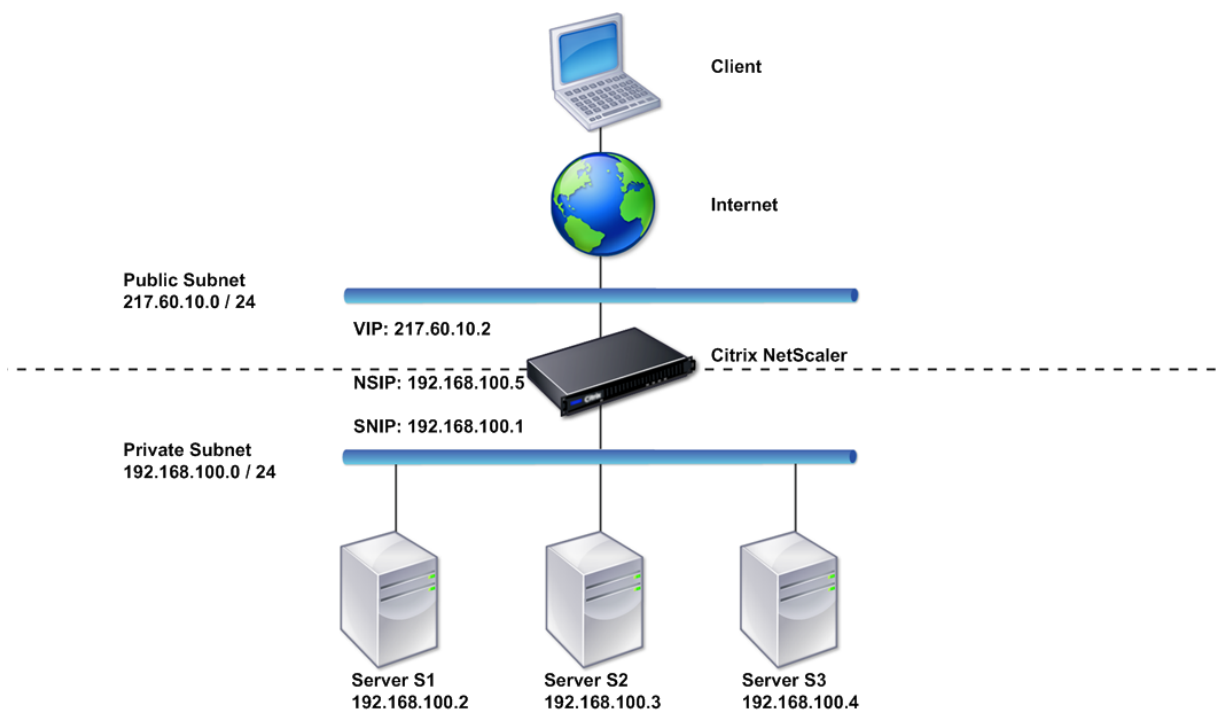 Client
Internet
Public Subnet
217.60.10.0 / 24
VIP: 217.60.10.2
Citrix NetScaler
NSIP: 192.168.100.5
SNIP: 192.168.100.1
Private Subnet
192.168.100.0 / 24
Server S1
192.168.100.2
Server S2
192.168.100.3
Server S3
192.168.100.4